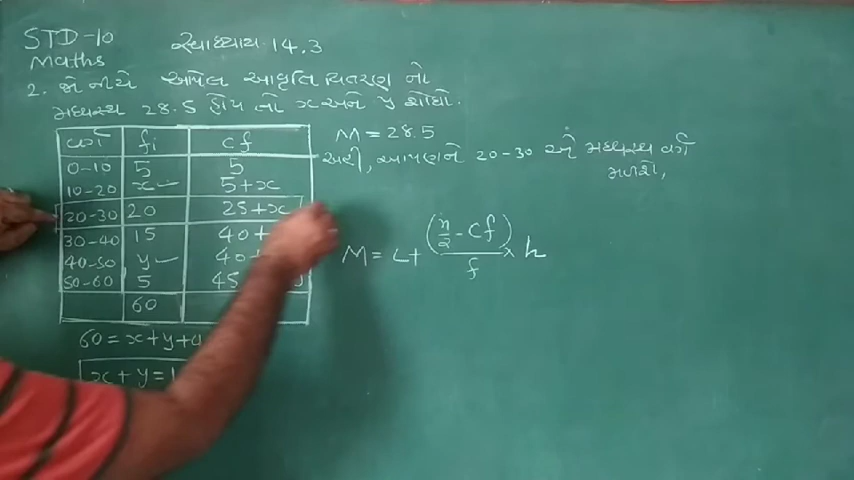 STD-10 સ્વાધ્યાય 14.3
Maths
2. જો નીચે આપેલ આવૃત્તિ વિતરણ નો
મધ્યસ્થ 28.5 હોય તો x અને y શોધો.
વર્ગ fi cf
0-10 5 5
10-20 x 5+x
20-30 20 25+x
30-40 15 40+
40-50 y 40+
50-60 5 45
60
60 = x+y+
x+y=
M = 28.5
અહી, આપણને 20-30 એ મધ્યસ્થ વર્ગ
મળશે,
M = L+ (n/2 - cf)/f × h